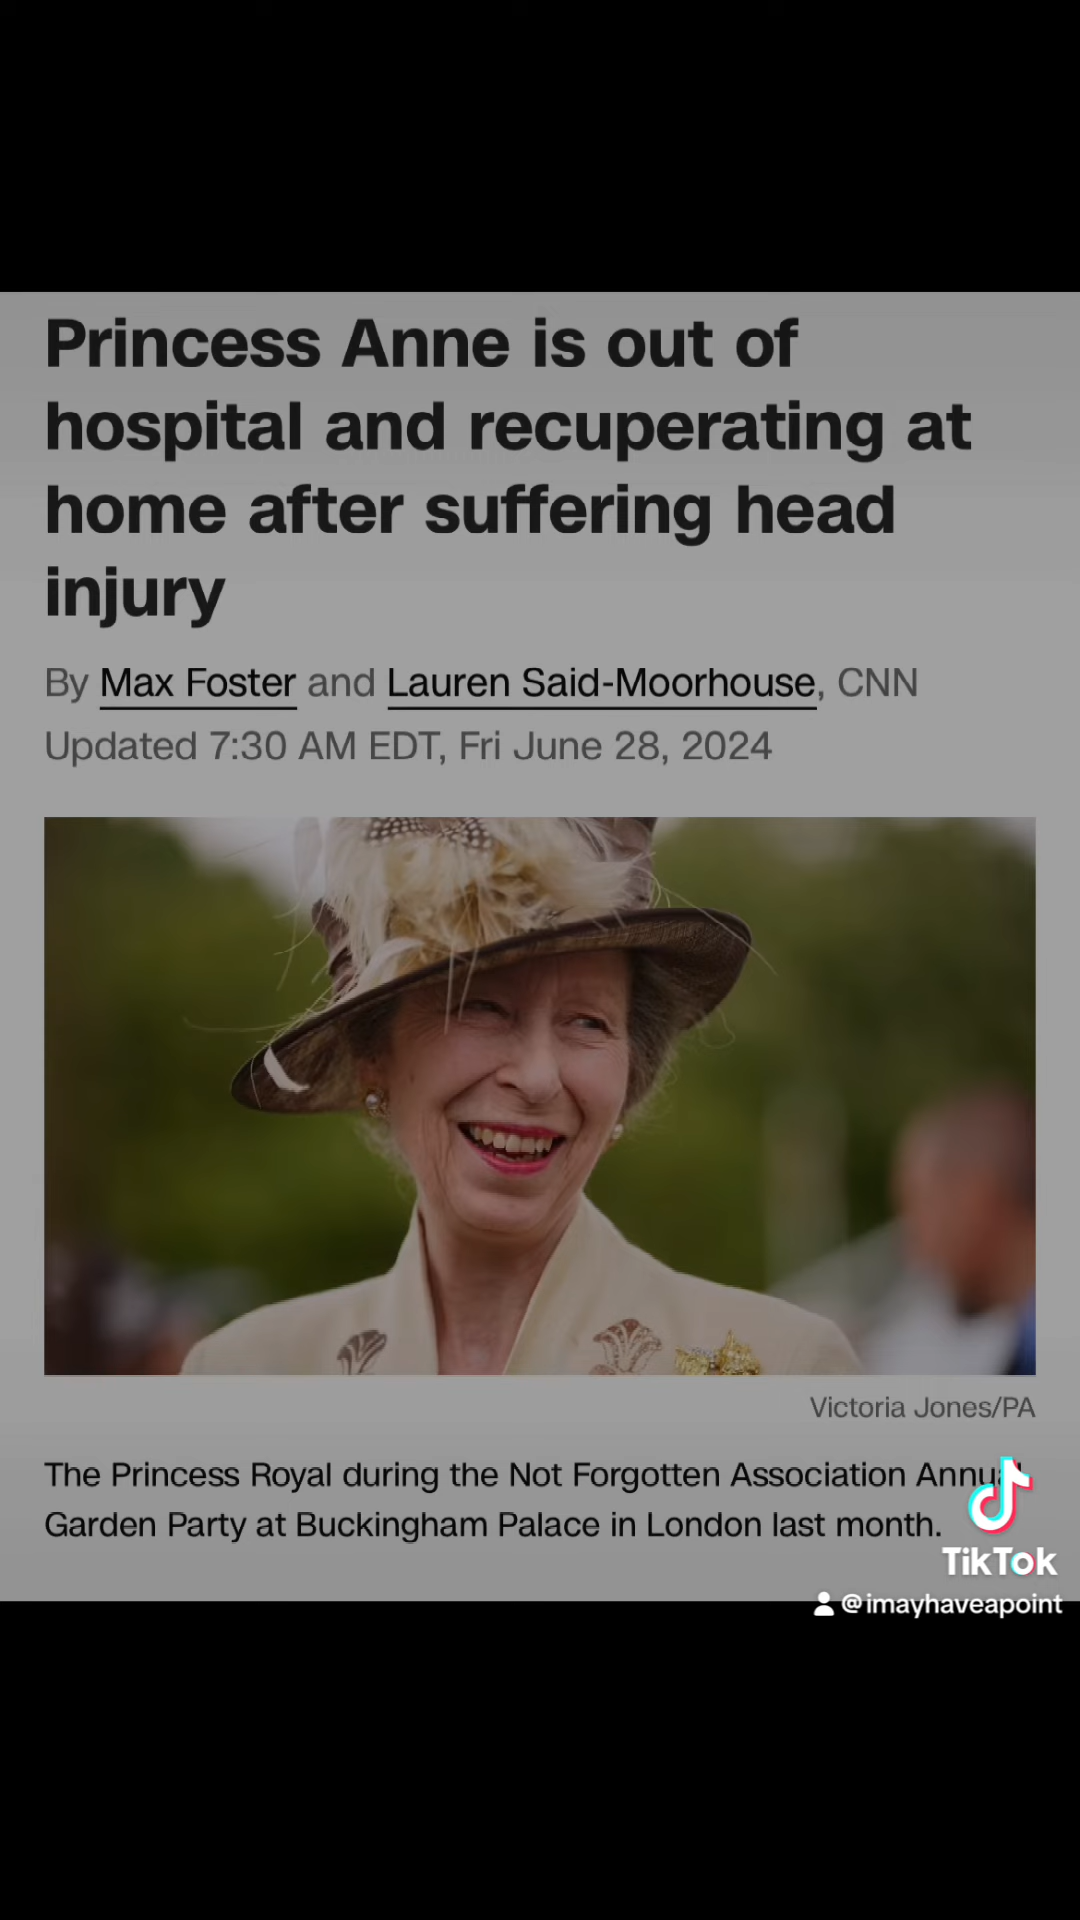 Princess Anne is out of
hospital and recuperating at
home after suffering head
injury
By Max Foster and Lauren Said-Moorhouse, CNN
Updated 7:30 AM EDT, Fri June 28, 2024
Victoria Jones/PA
The Princess Royal during the Not Forgotten Association Annual
Garden Party at Buckingham Palace in London last month.
TikTok
@imayhaveapoint